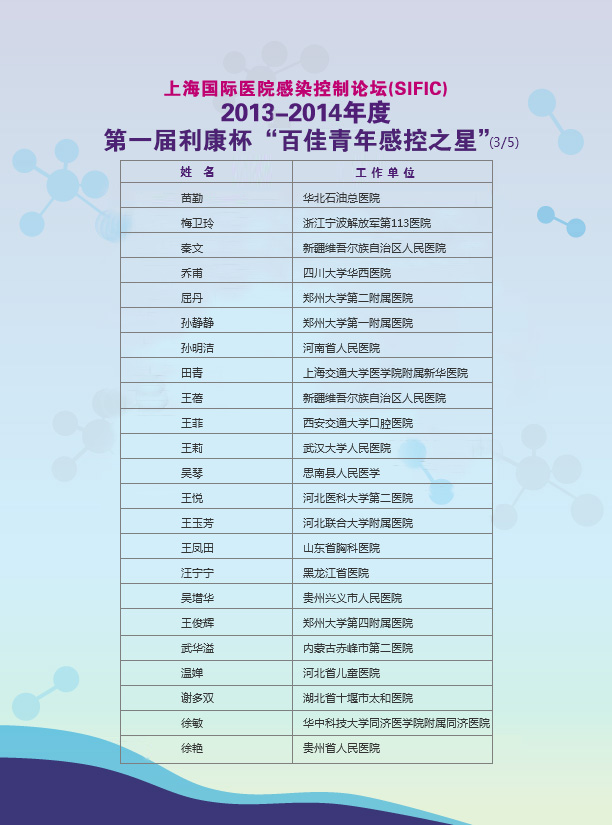 上海国际医院感染控制论坛(SIFIC)
2013-2014年度
第一届利康杯“百佳青年感控之星”(3/5)
姓 名 工作单位
苗勤 华北石油总医院
梅卫玲 浙江宁波解放军第113医院
秦文 新疆维吾尔族自治区人民医院
乔甫 四川大学华西医院
屈丹 郑州大学第二附属医院
孙静静 郑州大学第一附属医院
孙明洁 河南省人民医院
田青 上海交通大学医学院附属新华医院
王蓓 新疆维吾尔族自治区人民医院
王菲 西安交通大学口腔医院
王莉 武汉大学人民医院
吴琴 思南县人民医学
王悦 河北医科大学第二医院
王玉芳 河北联合大学附属医院
王凤田 山东省胸科医院
汪宁宁 黑龙江省医院
吴增华 贵州兴义市人民医院
王俊辉 郑州大学第四附属医院
武华溢 内蒙古赤峰市第二医院
温婵 河北省儿童医院
谢多双 湖北省十堰市太和医院
徐敏 华中科技大学同济医学院附属同济医院
徐艳 贵州省人民医院